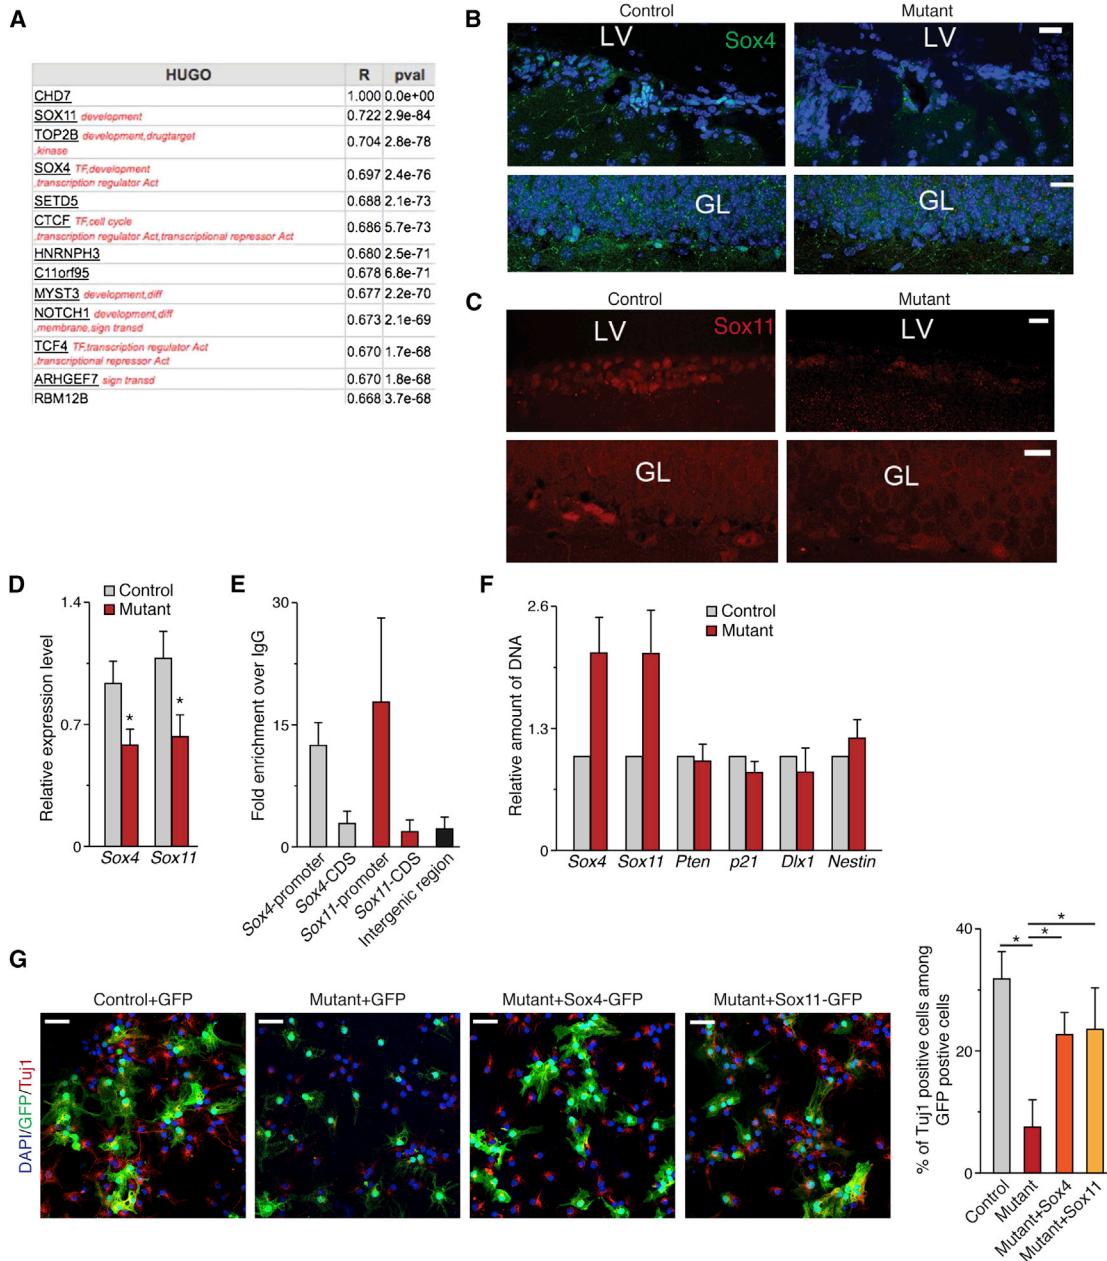 A
HUGO R pval
CHD7 1.000 0.0e+00
SOX11 development 0.722 2.9e-84
TOP2B development,drugtarget
,kinase 0.704 2.8e-78
SOX4 TF,development
,transcription regulator Act 0.697 2.4e-76
SETD5 0.688 2.1e-73
CTCF TF,cell cycle
,transcription regulator Act,transcriptional repressor Act 0.686 5.7e-73
HNRNPH3 0.680 2.5e-71
C11orf95 0.678 6.8e-71
MYST3 development,diff 0.677 2.2e-70
NOTCH1 development,diff
,membrane,sign transd 0.673 2.1e-69
TCF4 TF,transcription regulator Act
,transcriptional repressor Act 0.670 1.7e-68
ARHGEF7 sign transd 0.670 1.8e-68
RBM12B 0.668 3.7e-68
B
Control Mutant
LV Sox4 LV
GL GL
C
Control Mutant
LV Sox11 LV
GL GL
D
Control
Mutant
Relative expression level
1.4
0.7
0
Sox4 Sox11
E
Fold enrichment over IgG
30
15
0
Sox4-promoter
Sox4-CDS
Sox11-promoter
Sox11-CDS
Intergenic region
F
Control
Mutant
Relative amount of DNA
2.6
1.3
0
Sox4 Sox11 Pten p21 Dlx1 Nestin
* *
G
Control+GFP Mutant+GFP Mutant+Sox4-GFP Mutant+Sox11-GFP
DAPI/GFP/Tuj1
% of Tuj1 positive cells among
GFP postive cells
40
20
0
* * *
Control
Mutant
Mutant+Sox4
Mutant+Sox11